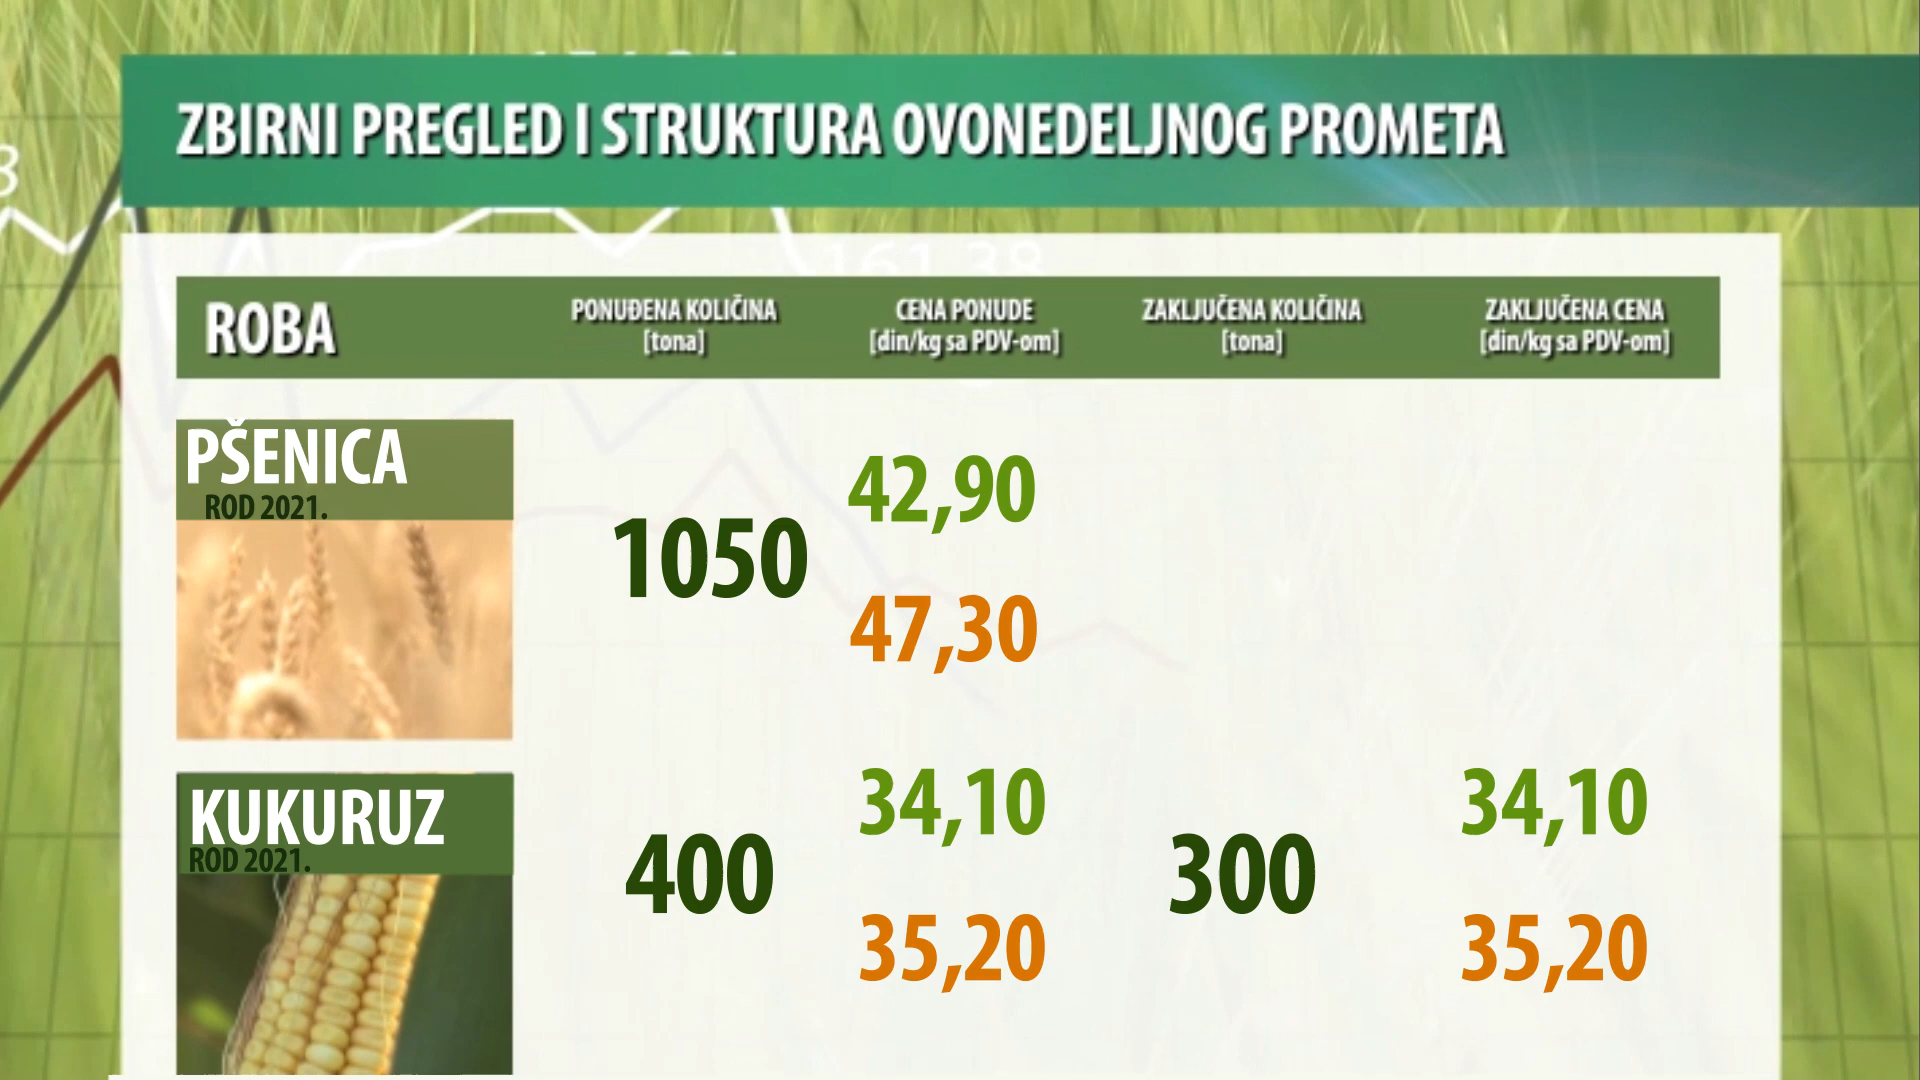 ZBIRNI PREGLED I STRUKTURA OVONEDELJNOG PROMETA
161,38
ROBA
PONUĐENA KOLIČINA
[tona]
CENA PONUDE
[din/kg sa PDV-om]
ZAKLJUČENA KOLIČINA
[tona]
ZAKLJUČENA CENA
[din/kg sa PDV-om]
PŠENICA
ROD 2021.
1050
42,90
47,30
KUKURUZ
ROD 2021.
400
34,10
35,20
300
34,10
35,20